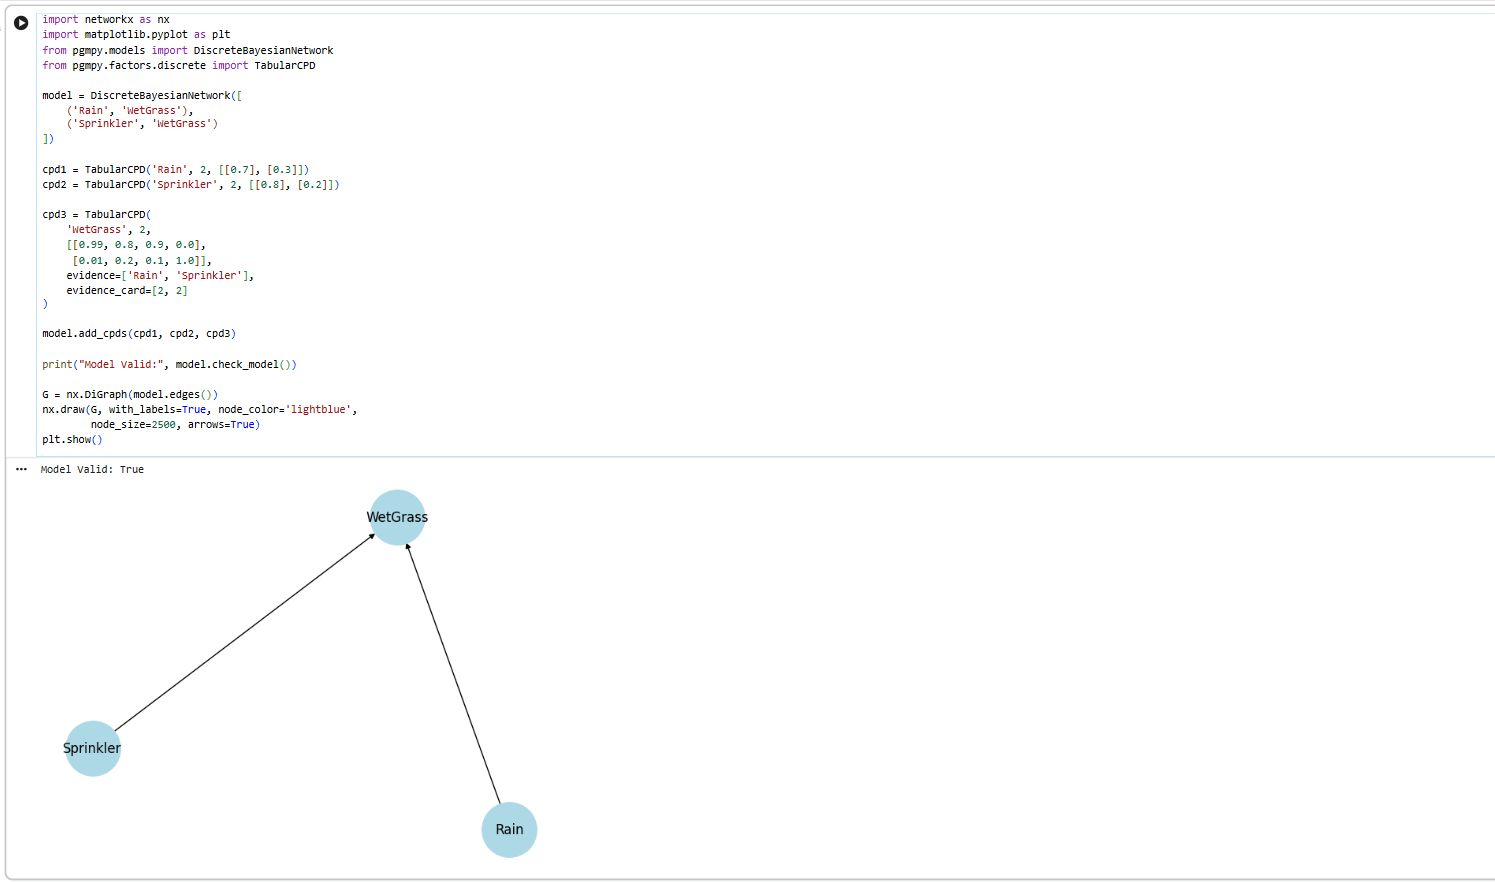 import networkx as nx
import matplotlib.pyplot as plt
from pgmpy.models import DiscreteBayesianNetwork
from pgmpy.factors.discrete import TabularCPD

model = DiscreteBayesianNetwork([
    ('Rain', 'WetGrass'),
    ('Sprinkler', 'WetGrass')
])

cpd1 = TabularCPD('Rain', 2, [[0.7], [0.3]])
cpd2 = TabularCPD('Sprinkler', 2, [[0.8], [0.2]])

cpd3 = TabularCPD(
    'WetGrass', 2,
    [[0.99, 0.8, 0.9, 0.0],
     [0.01, 0.2, 0.1, 1.0]],
    evidence=['Rain', 'Sprinkler'],
    evidence_card=[2, 2]
)

model.add_cpds(cpd1, cpd2, cpd3)

print("Model Valid:", model.check_model())

G = nx.DiGraph(model.edges())
nx.draw(G, with_labels=True, node_color='lightblue',
        node_size=2500, arrows=True)
plt.show()
Model Valid: True
WetGrass
Sprinkler
Rain